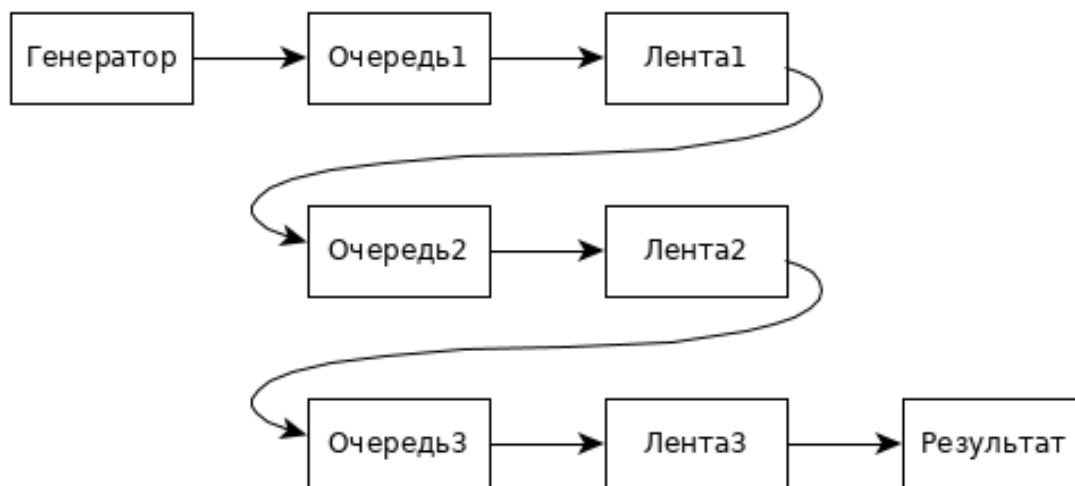 Генератор
Очередь1
Лента1
Очередь2
Лента2
Очередь3
Лента3
Результат